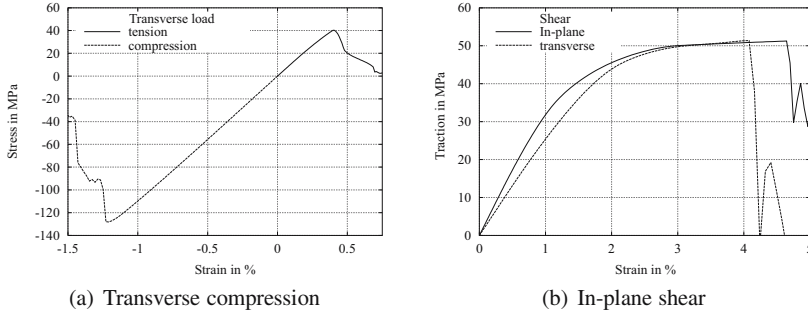 Transverse load
tension
compression
60
40
20
0
-20
-40
-60
-80
-100
-120
-140
-1.5
-1
-0.5
0
0.5
Stress in MPa
Strain in %
(a) Transverse compression
Shear
In-plane
transverse
60
50
40
30
20
10
0
0
1
2
3
4
5
Traction in MPa
Strain in %
(b) In-plane shear